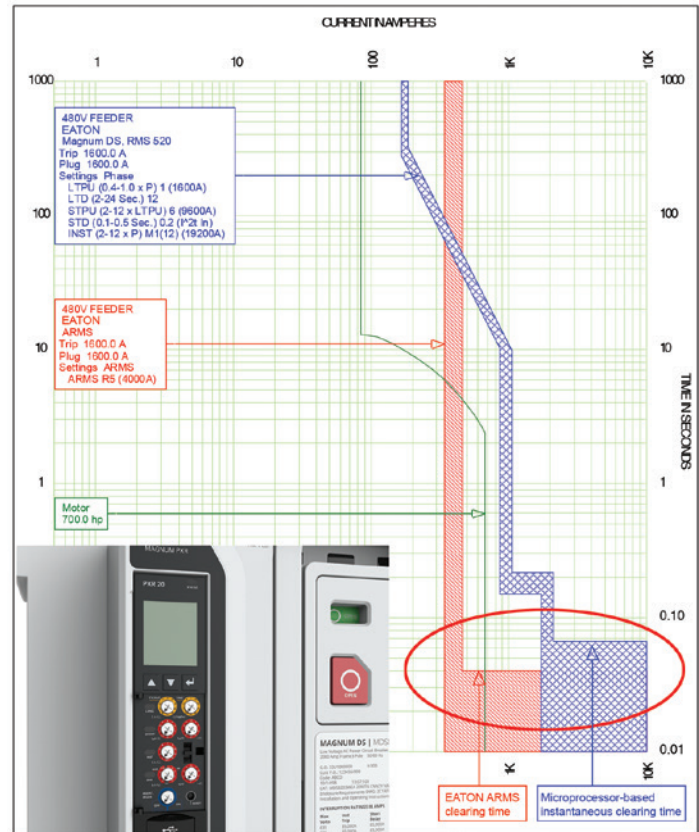 CURRENT IN AMPERES
1 10 100 1K 10K
1000 1000
480V FEEDER
EATON
Magnum DS, RMS 520
Trip 1600.0 A
Plug 1600.0 A
Settings Phase
LTPU (0.4-1.0 x P) 1 (1600A)
LTD (2-24 Sec.) 12
STPU (2-12 x LTPU) 6 (9600A)
STD (0.1-0.5 Sec.) 0.2 (I^2t In)
INST (2-12 x P) M1(12) (19200A)
100 100
480V FEEDER
EATON
ARMS
Trip 1600.0 A
Plug 1600.0 A
Settings ARMS
ARMS R5 (4000A)
10 10
TIME IN SECONDS
1 1
Motor
700.0 hp
MAGNUM PXR
PXR 20
0.10
OPEN
MAGNUM DS | MDS
0.01
1K 10K
EATON ARMS
clearing time
Microprocessor-based
instantaneous clearing time